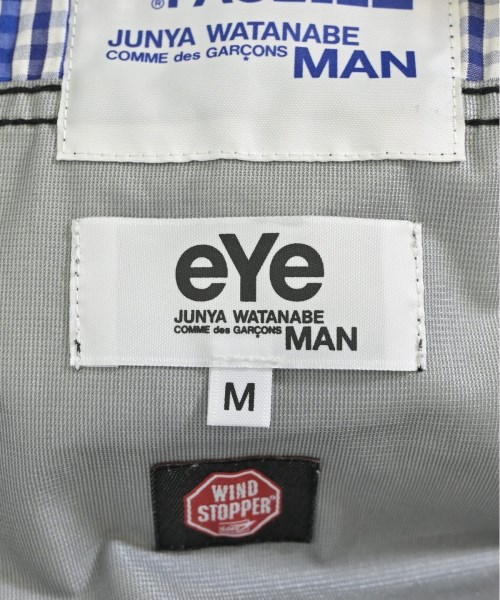 ®
JUNYA WATANABE
COMME des GARÇONS MAN
eYe
JUNYA WATANABE
COMME des GARÇONS MAN
M
WIND
STOPPER®